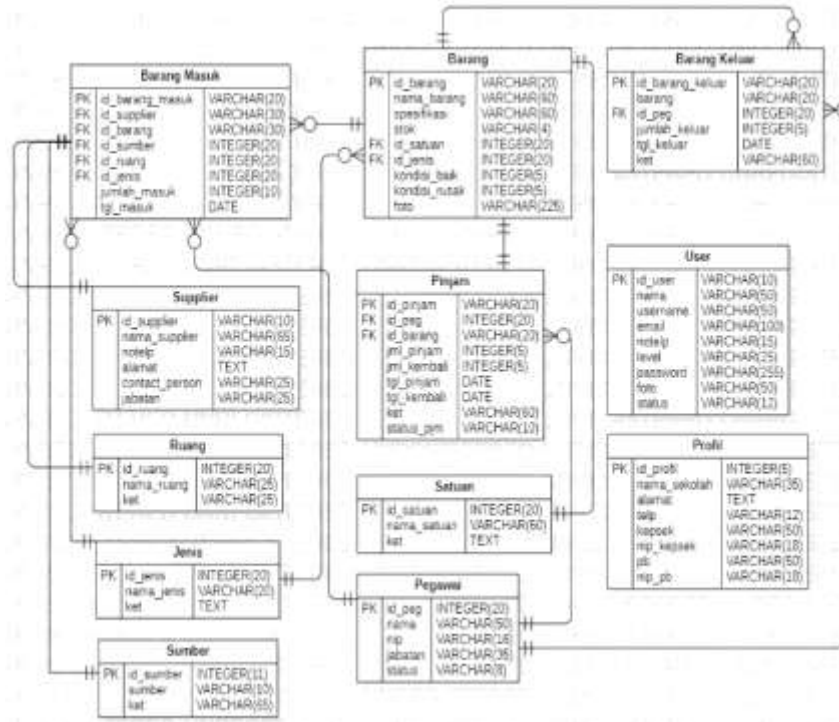 Barang Masuk
PK id_barang_masuk VARCHAR(20)
FK id_supplier VARCHAR(30)
FK id_barang VARCHAR(30)
FK id_sumber INTEGER(20)
FK id_ruang INTEGER(20)
FK id_jenis INTEGER(20)
jumlah_masuk INTEGER(10)
tgl_masuk DATE
Barang
PK id_barang VARCHAR(20)
nama_barang VARCHAR(60)
spesifikasi VARCHAR(60)
stok VARCHAR(4)
FK id_satuan INTEGER(20)
FK id_jenis INTEGER(20)
kondisi_baik INTEGER(5)
kondisi_rusak INTEGER(5)
foto VARCHAR(225)
Barang Keluar
PK id_barang_keluar VARCHAR(20)
barang VARCHAR(20)
FK id_peg INTEGER(20)
jumlah_keluar INTEGER(5)
tgl_keluar DATE
ket VARCHAR(60)
Supplier
PK id_supplier VARCHAR(10)
nama_supplier VARCHAR(65)
notelp VARCHAR(15)
alamat TEXT
contact_person VARCHAR(25)
jabatan VARCHAR(25)
Pinjam
PK id_pinjam VARCHAR(20)
FK id_peg INTEGER(20)
FK id_barang VARCHAR(20)
jml_pinjam INTEGER(5)
jml_kembali INTEGER(5)
tgl_pinjam DATE
tgl_kembali DATE
ket VARCHAR(60)
status_pjm VARCHAR(10)
User
PK id_user VARCHAR(10)
nama VARCHAR(50)
username VARCHAR(50)
email VARCHAR(100)
notelp VARCHAR(15)
level VARCHAR(25)
password VARCHAR(255)
foto VARCHAR(50)
status VARCHAR(12)
Ruang
PK id_ruang INTEGER(20)
nama_ruang VARCHAR(25)
ket VARCHAR(25)
Satuan
PK id_satuan INTEGER(20)
nama_satuan VARCHAR(60)
ket TEXT
Profil
PK id_profil INTEGER(5)
nama_sekolah VARCHAR(35)
alamat TEXT
telp VARCHAR(12)
kepsek VARCHAR(50)
nip_kepsek VARCHAR(18)
pb VARCHAR(50)
nip_pb VARCHAR(18)
Jenis
PK id_jenis INTEGER(20)
nama_jenis VARCHAR(20)
ket TEXT
Pegawai
PK id_peg INTEGER(20)
nama VARCHAR(50)
nip VARCHAR(18)
jabatan VARCHAR(35)
status VARCHAR(8)
Sumber
PK id_sumber INTEGER(11)
sumber VARCHAR(10)
ket VARCHAR(65)